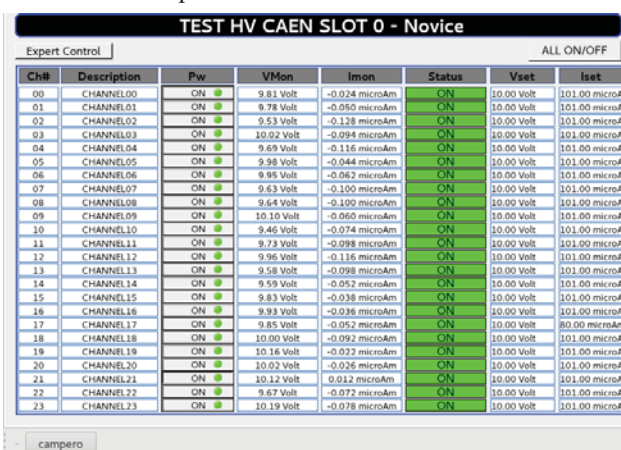 TEST HV CAEN SLOT 0 - Novice
Expert Control ALL ON/OFF
Ch# Description Pw VMon Imon Status Vset Iset
00 CHANNEL00 ON 9.81 Volt -0.024 microAm ON 10.00 Volt 101.00 microA
01 CHANNEL01 ON 9.78 Volt -0.050 microAm ON 10.00 Volt 101.00 microA
02 CHANNEL02 ON 9.53 Volt -0.128 microAm ON 10.00 Volt 101.00 microA
03 CHANNEL03 ON 10.02 Volt -0.094 microAm ON 10.00 Volt 101.00 microA
04 CHANNEL04 ON 9.69 Volt -0.116 microAm ON 10.00 Volt 101.00 microA
05 CHANNEL05 ON 9.98 Volt -0.044 microAm ON 10.00 Volt 101.00 microA
06 CHANNEL06 ON 9.95 Volt -0.062 microAm ON 10.00 Volt 101.00 microA
07 CHANNEL07 ON 9.63 Volt -0.100 microAm ON 10.00 Volt 101.00 microA
08 CHANNEL08 ON 9.64 Volt -0.100 microAm ON 10.00 Volt 101.00 microA
09 CHANNEL09 ON 10.10 Volt -0.060 microAm ON 10.00 Volt 101.00 microA
10 CHANNEL10 ON 9.46 Volt -0.074 microAm ON 10.00 Volt 101.00 microA
11 CHANNEL11 ON 9.73 Volt -0.098 microAm ON 10.00 Volt 101.00 microA
12 CHANNEL12 ON 9.96 Volt -0.116 microAm ON 10.00 Volt 101.00 microA
13 CHANNEL13 ON 9.58 Volt -0.098 microAm ON 10.00 Volt 101.00 microA
14 CHANNEL14 ON 9.59 Volt -0.052 microAm ON 10.00 Volt 101.00 microA
15 CHANNEL15 ON 9.83 Volt -0.038 microAm ON 10.00 Volt 101.00 microA
16 CHANNEL16 ON 9.93 Volt -0.036 microAm ON 10.00 Volt 101.00 microA
17 CHANNEL17 ON 9.85 Volt -0.052 microAm ON 10.00 Volt 80.00 microAm
18 CHANNEL18 ON 10.00 Volt -0.092 microAm ON 10.00 Volt 101.00 microA
19 CHANNEL19 ON 10.16 Volt -0.022 microAm ON 10.00 Volt 101.00 microA
20 CHANNEL20 ON 10.02 Volt -0.026 microAm ON 10.00 Volt 101.00 microA
21 CHANNEL21 ON 10.12 Volt 0.012 microAm ON 10.00 Volt 101.00 microA
22 CHANNEL22 ON 9.67 Volt -0.072 microAm ON 10.00 Volt 101.00 microA
23 CHANNEL23 ON 10.19 Volt -0.078 microAm ON 10.00 Volt 101.00 microA
campero